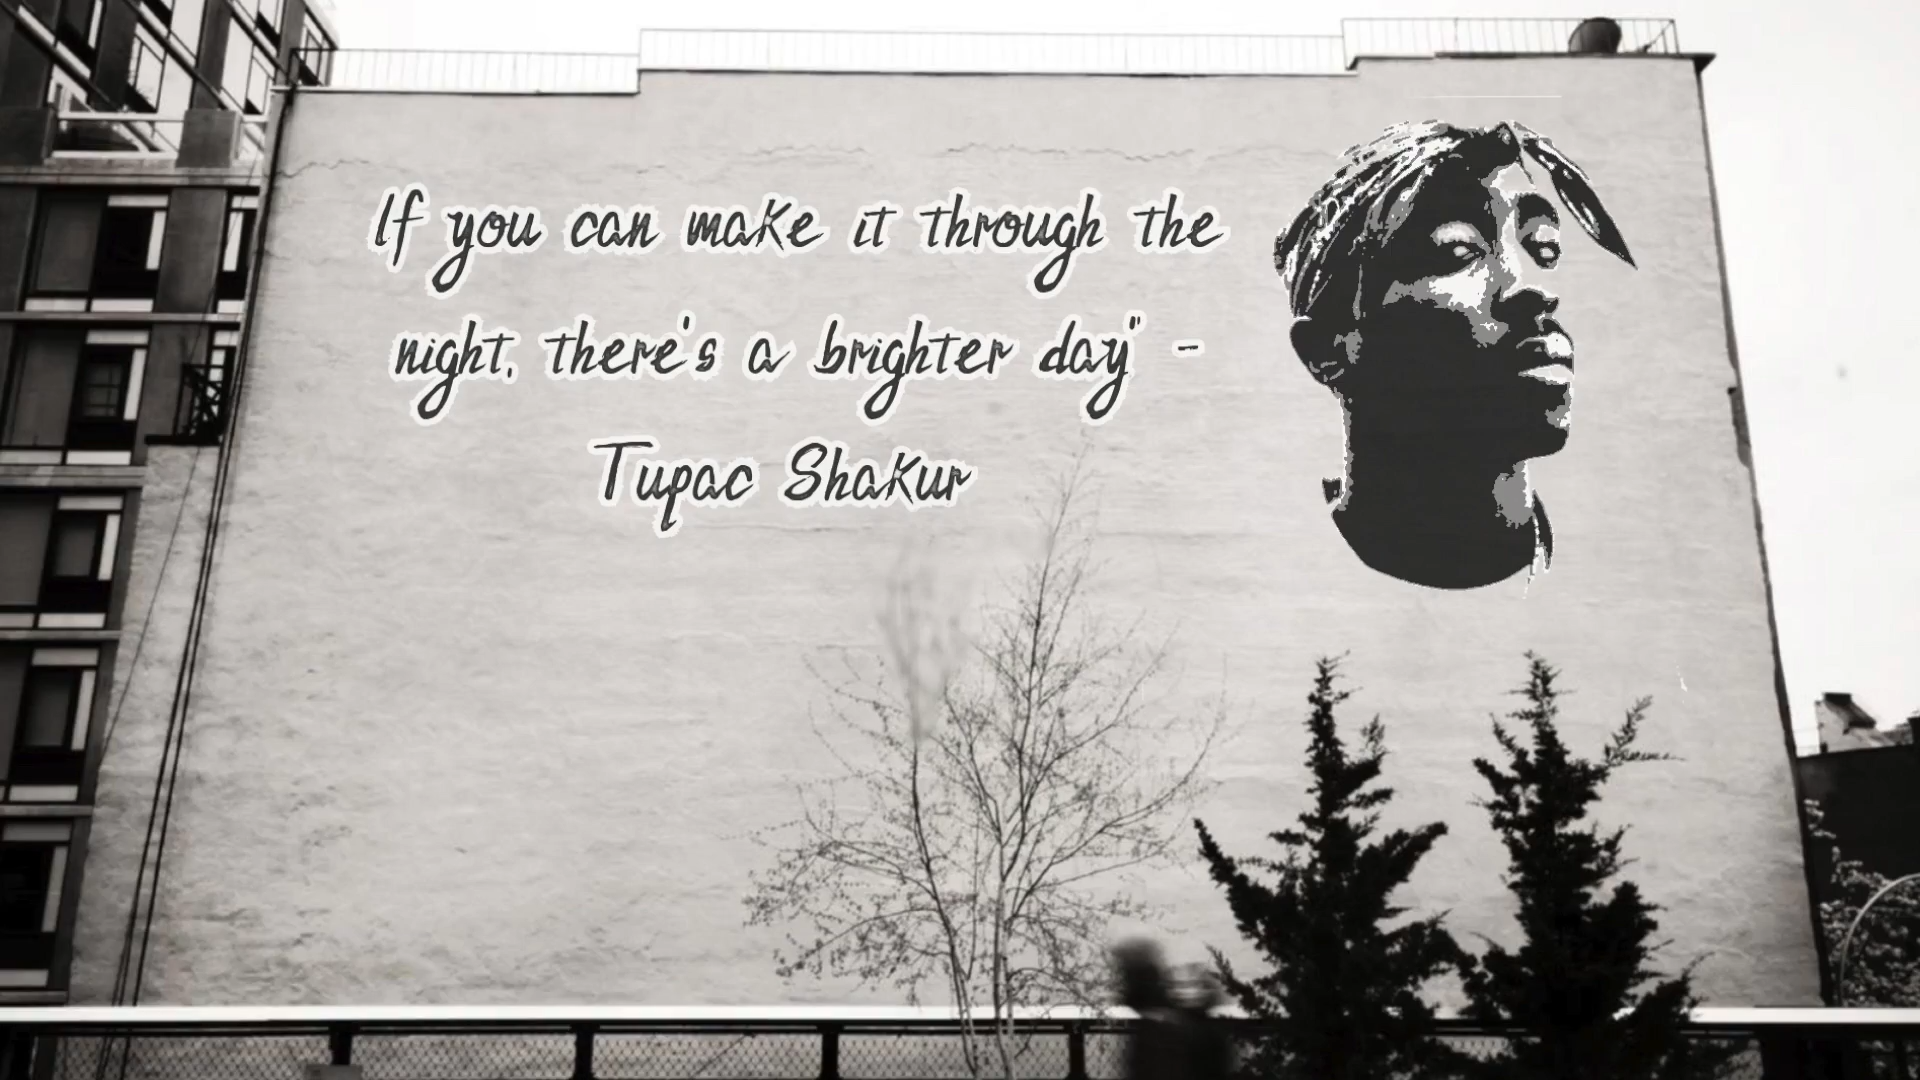 If you can make it through the
night, there's a brighter day" -
Tupac Shakur